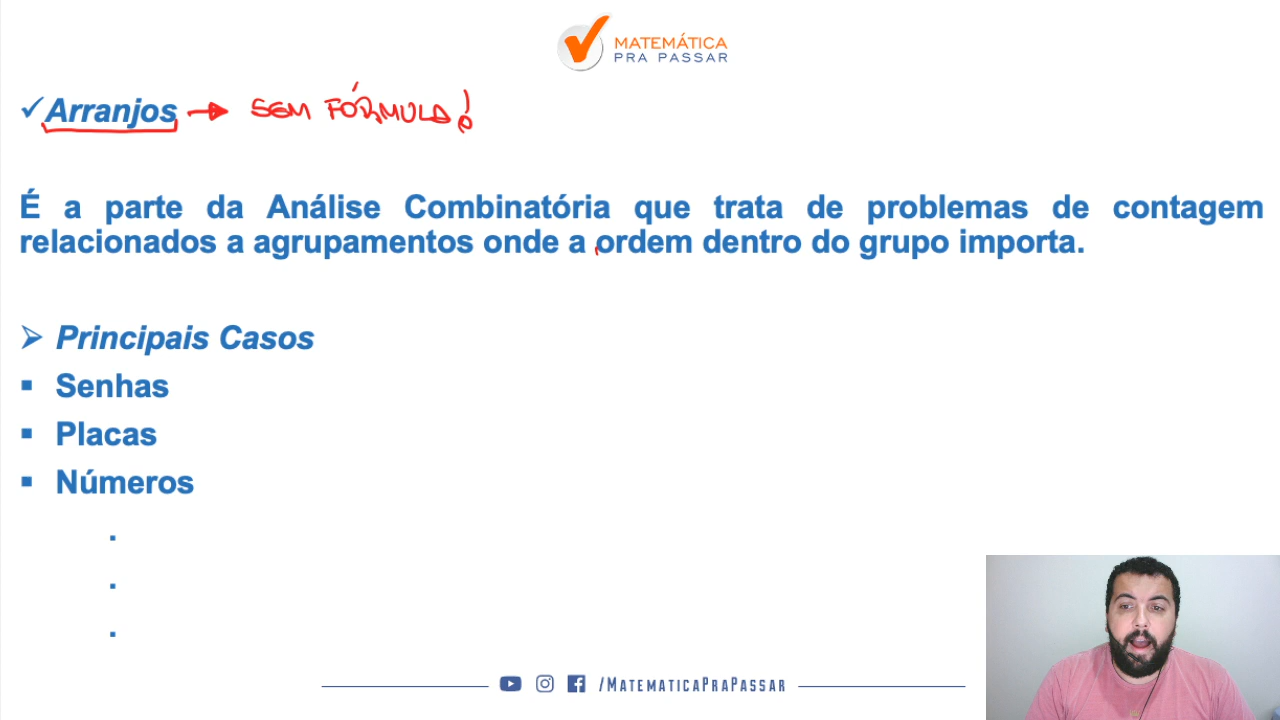 MATEMÁTICA
PRA PASSAR
Arranjos → SEM FÓRMULA!
É a parte da Análise Combinatória que trata de problemas de contagem
relacionados a agrupamentos onde a ordem dentro do grupo importa.
Principais Casos
Senhas
Placas
Números
.
.
.
/MATEMATICAPRAPASSAR